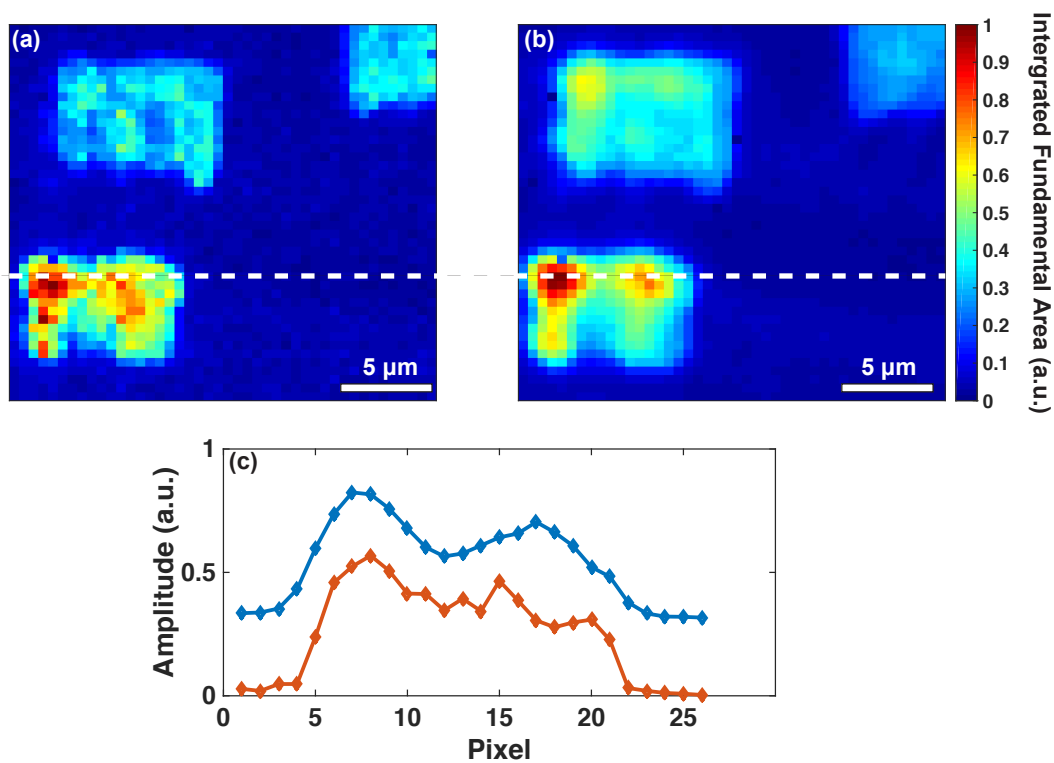 (a)
5 µm
(b)
5 µm
1
0.9
0.8
0.7
0.6
0.5
0.4
0.3
0.2
0.1
0
Intergrated Fundamental Area (a.u.)
(c)
1
0.5
0
Amplitude (a.u.)
0 5 10 15 20 25
Pixel